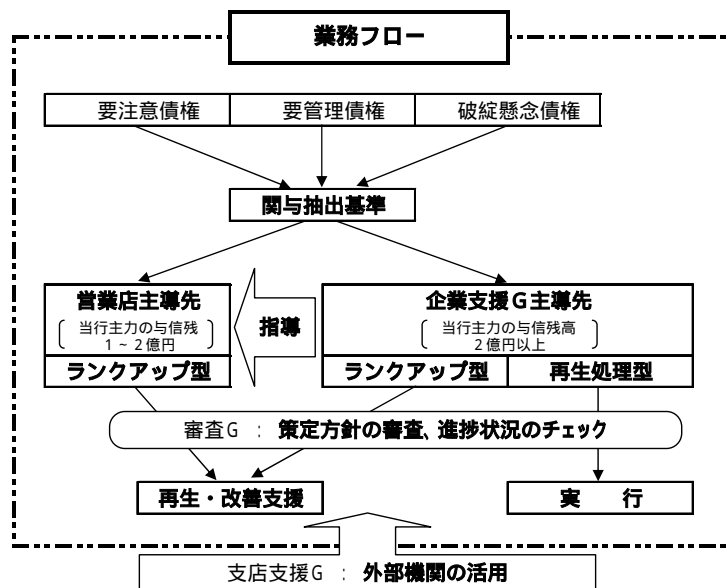 業務フロー
要注意債権 要管理債権 破綻懸念債権
関与抽出基準
営業店主導先
当行主力の与信残
1~2億円
ランクアップ型
指導
企業支援G主導先
当行主力の与信残高
2億円以上
ランクアップ型 再生処理型
審査G : 策定方針の審査、進捗状況のチェック
再生・改善支援 実 行
支店支援G : 外部機関の活用